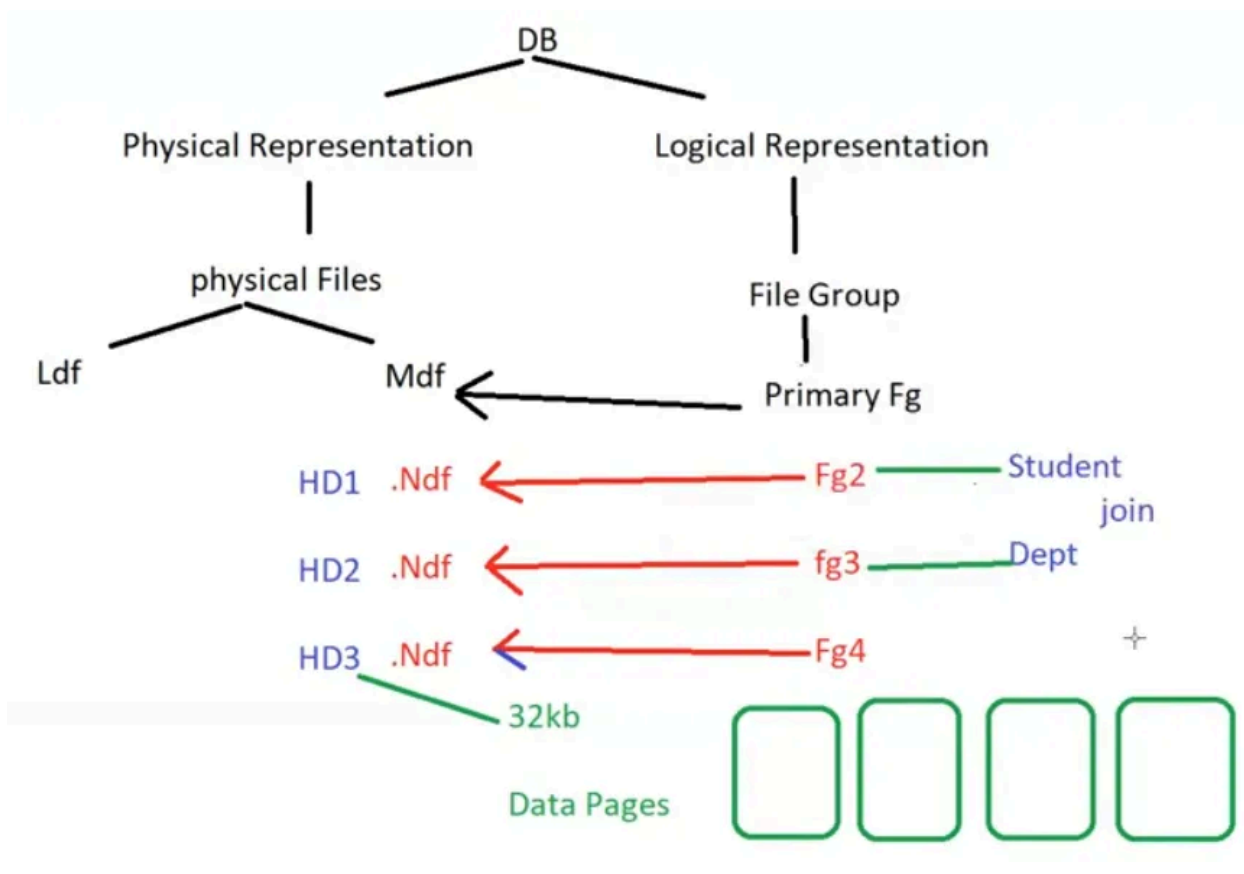 DB
Physical Representation
Logical Representation
physical Files
File Group
Ldf
Mdf
Primary Fg
HD1 .Ndf
Fg2
Student
join
HD2 .Ndf
fg3
Dept
HD3 .Ndf
Fg4
32kb
Data Pages